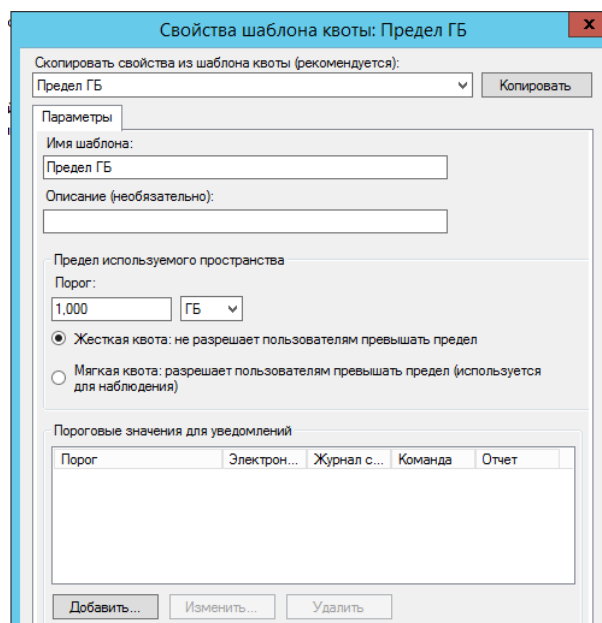 Свойства шаблона квоты: Предел ГБ
x
Скопировать свойства из шаблона квоты (рекомендуется):
Предел ГБ
Копировать
Параметры
Имя шаблона:
Предел ГБ
Описание (необязательно):
Предел используемого пространства
Порог:
1,000 ГБ
Жесткая квота: не разрешает пользователям превышать предел
Мягкая квота: разрешает пользователям превышать предел (используется
для наблюдения)
Пороговые значения для уведомлений
Порог Электрон... Журнал с... Команда Отчет
Добавить... Изменить... Удалить